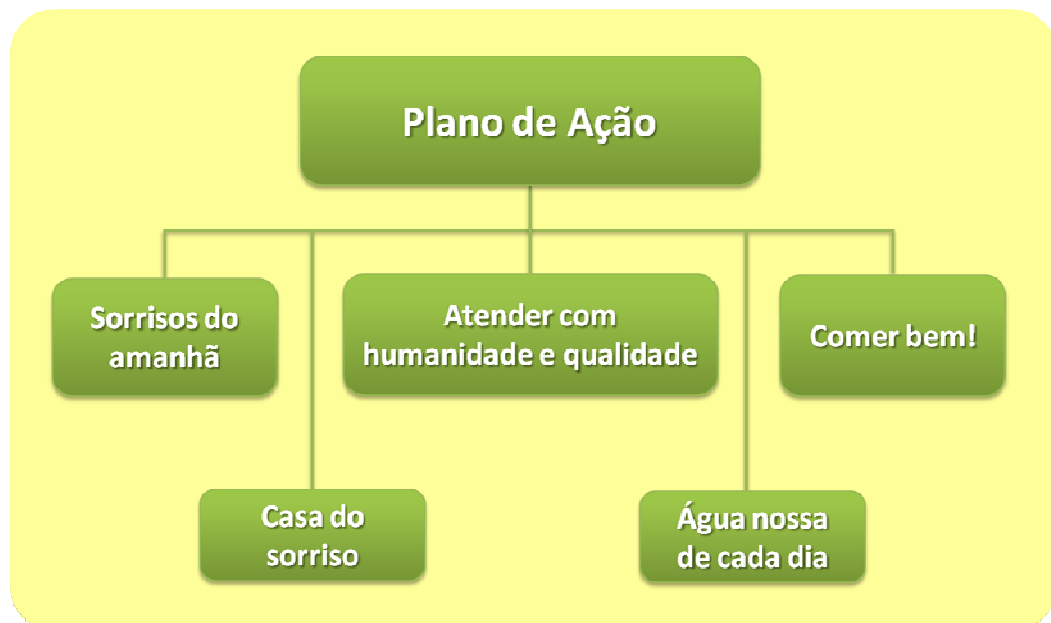 Plano de Ação
Sorrisos do
amanhã
Atender com
humanidade e qualidade
Comer bem!
Casa do
sorriso
Água nossa
de cada dia